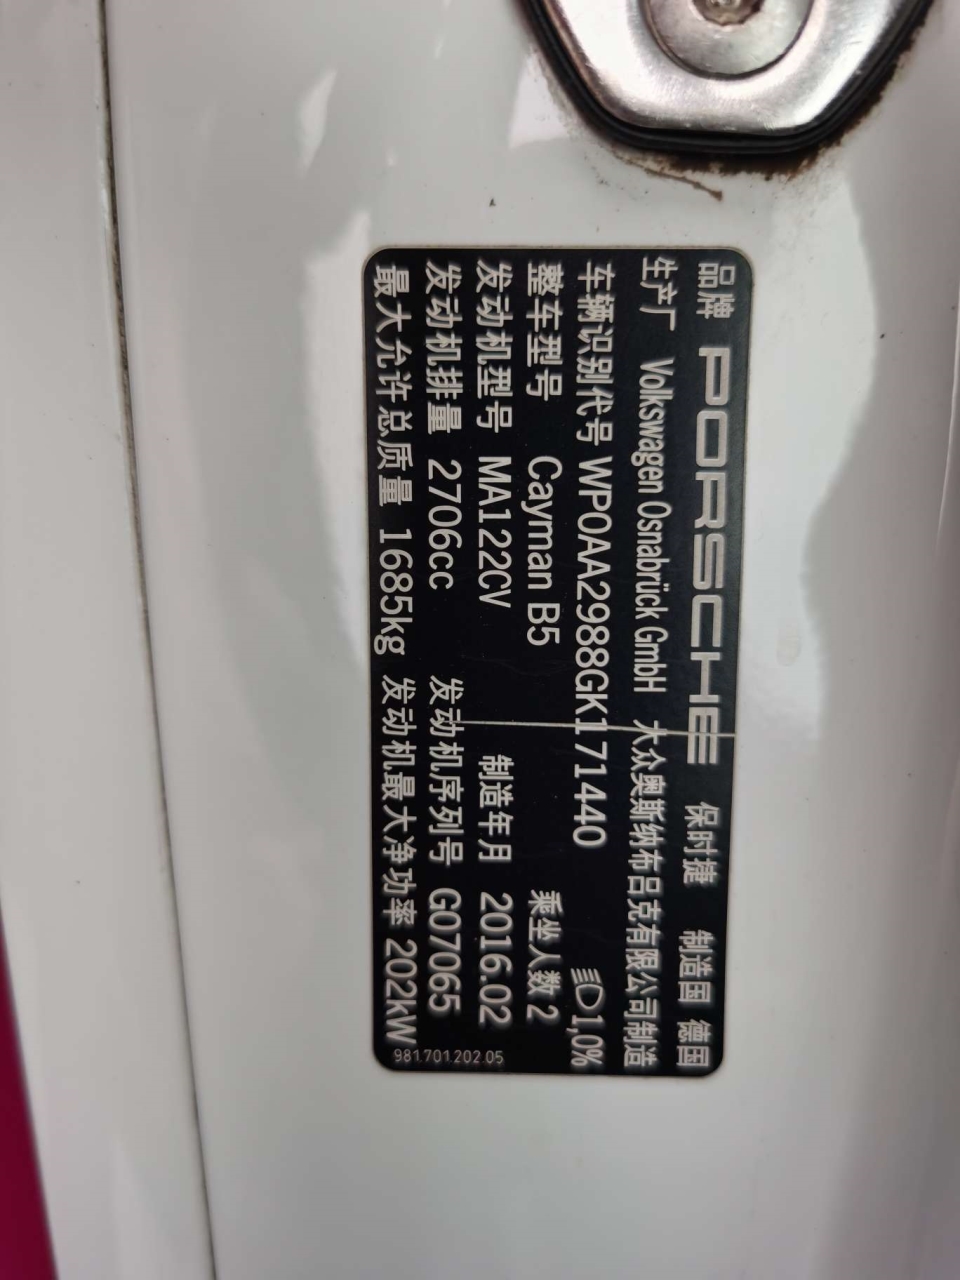 品牌 PORSCHE 保时捷 制造国 德国
生产厂 Volkswagen Osnabrück GmbH 大众奥斯纳布吕克有限公司制造
车辆识别代号 WP0AA2988GK171440 1,0%
整车型号 Cayman B5 乘坐人数 2
发动机型号 MA122CV 制造年月 2016.02
发动机排量 2706cc 发动机序列号 G07065
最大允许总质量 1685kg 发动机最大净功率 202kW
981.701.202.05